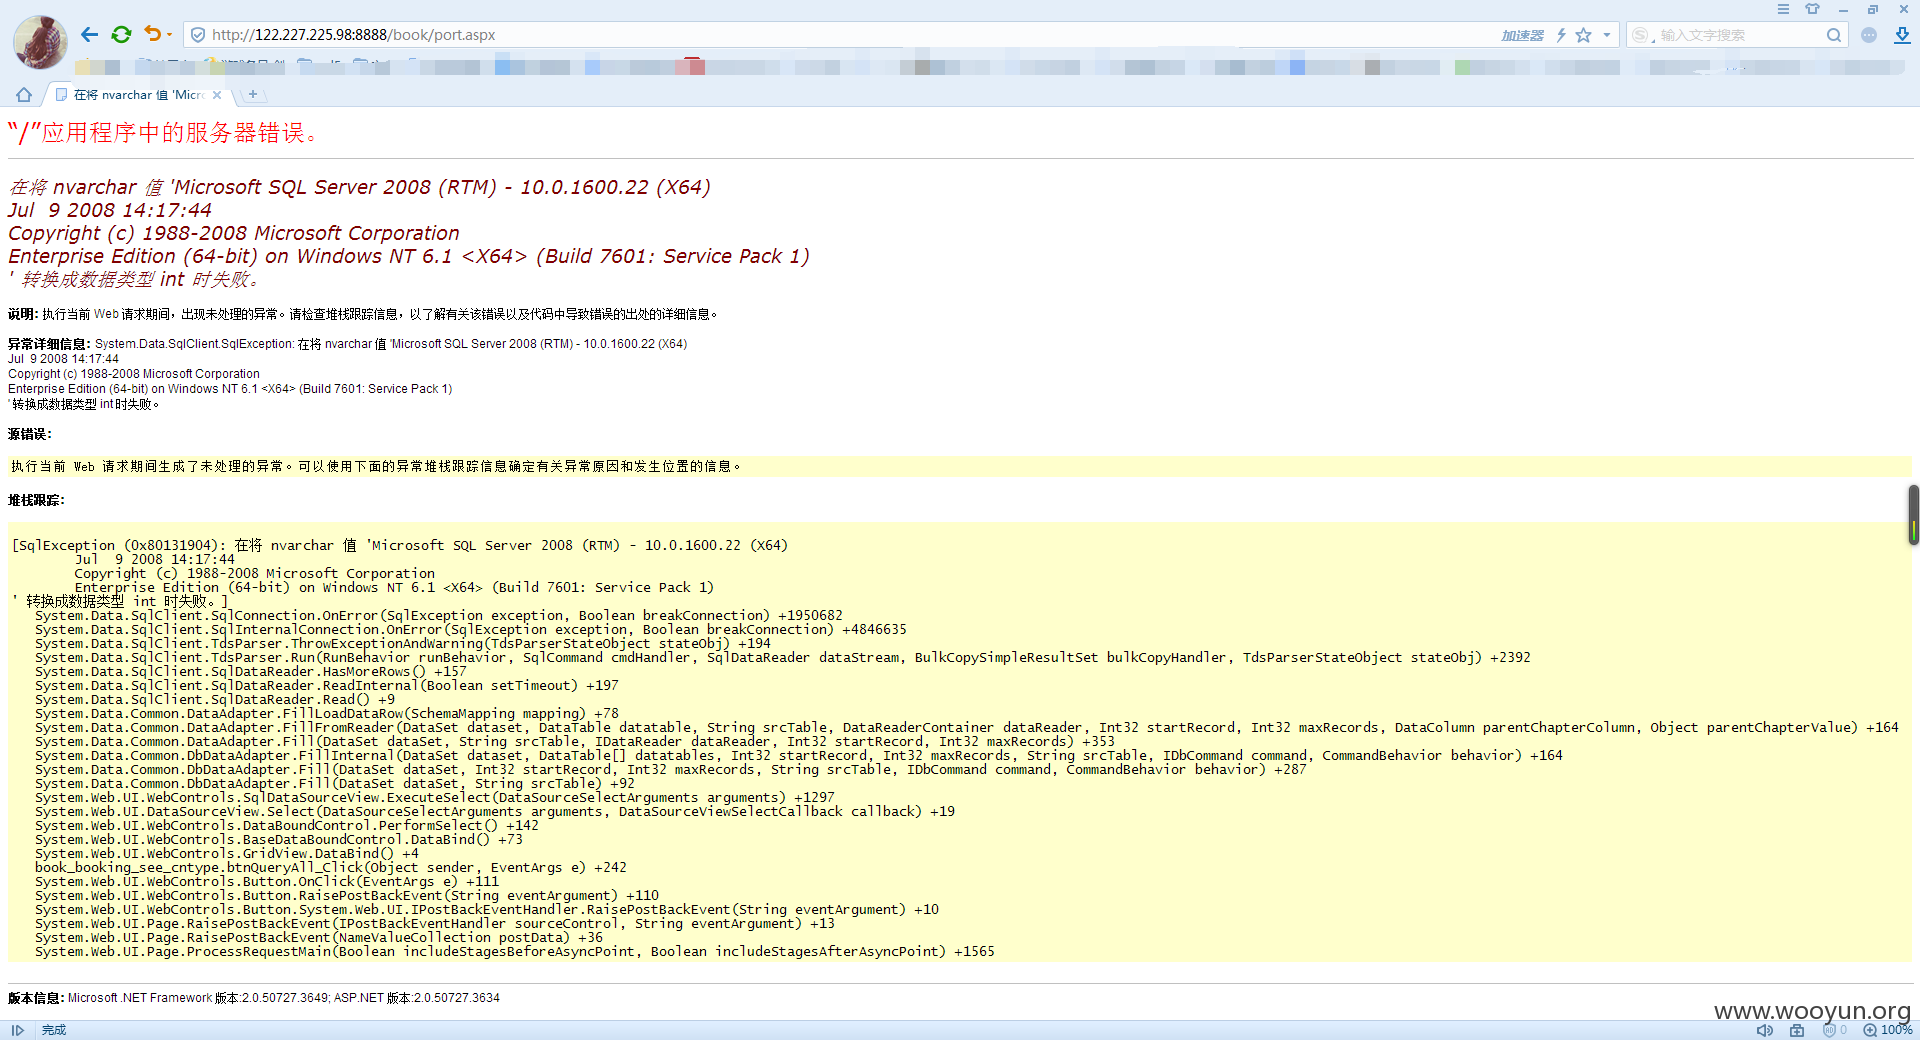 http://122.227.225.98:8888/book/port.aspx
加速器
输入文字搜索
在将 nvarchar 值 'Micr
“/”应用程序中的服务器错误。
在将 nvarchar 值 'Microsoft SQL Server 2008 (RTM) - 10.0.1600.22 (X64)
Jul  9 2008 14:17:44
Copyright (c) 1988-2008 Microsoft Corporation
Enterprise Edition (64-bit) on Windows NT 6.1 <X64> (Build 7601: Service Pack 1)
' 转换成数据类型 int 时失败。
说明: 执行当前 Web 请求期间，出现未处理的异常。请检查堆栈跟踪信息，以了解有关该错误以及代码中导致错误的出处的详细信息。
异常详细信息: System.Data.SqlClient.SqlException: 在将 nvarchar 值 'Microsoft SQL Server 2008 (RTM) - 10.0.1600.22 (X64)
Jul  9 2008 14:17:44
Copyright (c) 1988-2008 Microsoft Corporation
Enterprise Edition (64-bit) on Windows NT 6.1 <X64> (Build 7601: Service Pack 1)
' 转换成数据类型 int 时失败。
源错误:
执行当前 Web 请求期间生成了未处理的异常。可以使用下面的异常堆栈跟踪信息确定有关异常原因和发生位置的信息。
堆栈跟踪:
[SqlException (0x80131904): 在将 nvarchar 值 'Microsoft SQL Server 2008 (RTM) - 10.0.1600.22 (X64)
Jul  9 2008 14:17:44
Copyright (c) 1988-2008 Microsoft Corporation
Enterprise Edition (64-bit) on Windows NT 6.1 <X64> (Build 7601: Service Pack 1)
' 转换成数据类型 int 时失败。]
System.Data.SqlClient.SqlConnection.OnError(SqlException exception, Boolean breakConnection) +1950682
System.Data.SqlClient.SqlInternalConnection.OnError(SqlException exception, Boolean breakConnection) +4846635
System.Data.SqlClient.TdsParser.ThrowExceptionAndWarning(TdsParserStateObject stateObj) +194
System.Data.SqlClient.TdsParser.Run(RunBehavior runBehavior, SqlCommand cmdHandler, SqlDataReader dataStream, BulkCopySimpleResultSet bulkCopyHandler, TdsParserStateObject stateObj) +2392
System.Data.SqlClient.SqlDataReader.HasMoreRows() +157
System.Data.SqlClient.SqlDataReader.ReadInternal(Boolean setTimeout) +197
System.Data.SqlClient.SqlDataReader.Read() +9
System.Data.Common.DataAdapter.FillLoadDataRow(SchemaMapping mapping) +78
System.Data.Common.DataAdapter.FillFromReader(DataSet dataset, DataTable datatable, String srcTable, DataReaderContainer dataReader, Int32 startRecord, Int32 maxRecords, DataColumn parentChapterColumn, Object parentChapterValue) +164
System.Data.Common.DataAdapter.Fill(DataSet dataSet, String srcTable, IDataReader dataReader, Int32 startRecord, Int32 maxRecords) +353
System.Data.Common.DbDataAdapter.FillInternal(DataSet dataset, DataTable[] datatables, Int32 startRecord, Int32 maxRecords, String srcTable, IDbCommand command, CommandBehavior behavior) +164
System.Data.Common.DbDataAdapter.Fill(DataSet dataSet, Int32 startRecord, Int32 maxRecords, String srcTable, IDbCommand command, CommandBehavior behavior) +287
System.Data.Common.DbDataAdapter.Fill(DataSet dataSet, String srcTable) +92
System.Web.UI.WebControls.SqlDataSourceView.ExecuteSelect(DataSourceSelectArguments arguments) +1297
System.Web.UI.DataSourceView.Select(DataSourceSelectArguments arguments, DataSourceViewSelectCallback callback) +19
System.Web.UI.WebControls.DataBoundControl.PerformSelect() +142
System.Web.UI.WebControls.BaseDataBoundControl.DataBind() +73
System.Web.UI.WebControls.GridView.DataBind() +4
book_booking_see_cntype.btnQueryAll_Click(Object sender, EventArgs e) +242
System.Web.UI.WebControls.Button.OnClick(EventArgs e) +111
System.Web.UI.WebControls.Button.RaisePostBackEvent(String eventArgument) +110
System.Web.UI.WebControls.Button.System.Web.UI.IPostBackEventHandler.RaisePostBackEvent(String eventArgument) +10
System.Web.UI.Page.RaisePostBackEvent(IPostBackEventHandler sourceControl, String eventArgument) +13
System.Web.UI.Page.RaisePostBackEvent(NameValueCollection postData) +36
System.Web.UI.Page.ProcessRequestMain(Boolean includeStagesBeforeAsyncPoint, Boolean includeStagesAfterAsyncPoint) +1565
版本信息: Microsoft .NET Framework 版本:2.0.50727.3649; ASP.NET 版本:2.0.50727.3634
www.wooyun.org
完成
0
100%